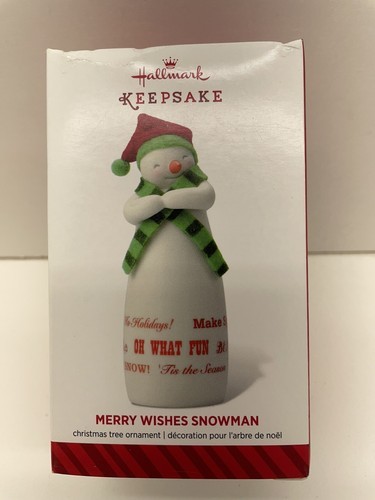 Hallmark
KEEPSAKE
Holidays! Make
OH WHAT FUN
SNOW! 'Tis the Season
MERRY WISHES SNOWMAN
christmas tree ornament | décoration pour l'arbre de noël